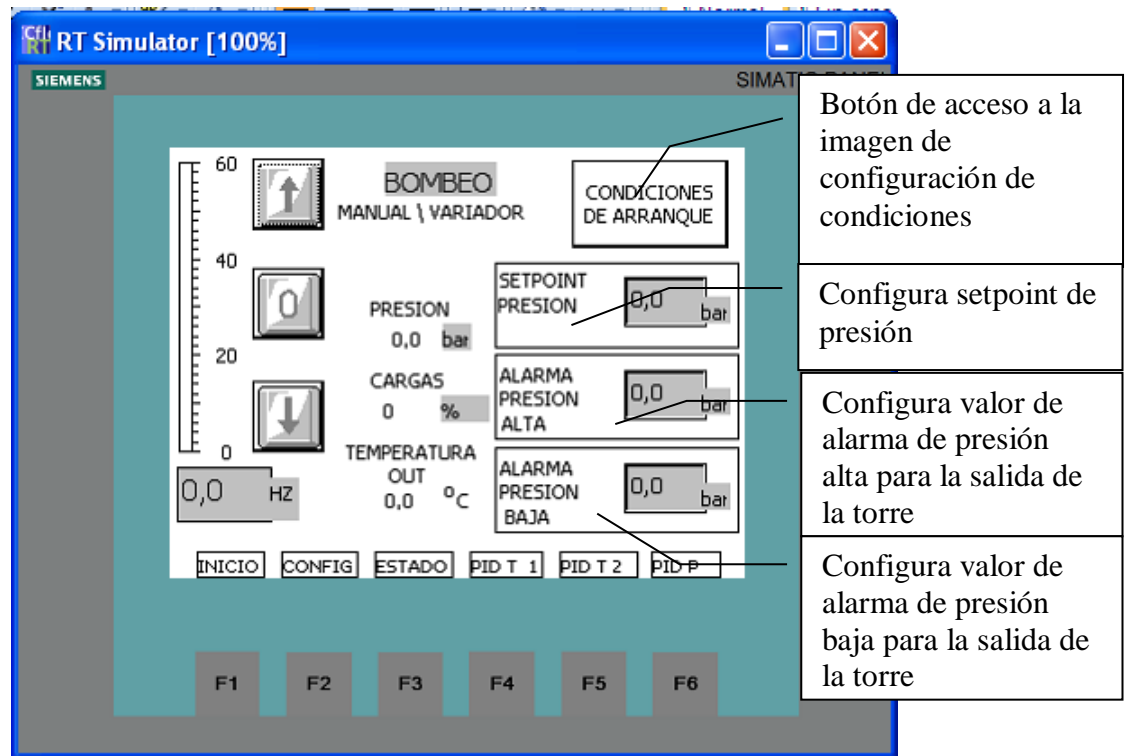 RT Simulator [100%]
SIEMENS
60
40
20
0
0,0 HZ
0
BOMBEO
MANUAL \ VARIADOR
PRESION
0,0 bar
CARGAS
0 %
TEMPERATURA
OUT
0,0 °C
CONDICIONES
DE ARRANQUE
SETPOINT
PRESION
0,0 bar
ALARMA
PRESION
ALTA
0,0 bar
ALARMA
PRESION
BAJA
0,0 bar
INICIO CONFIG ESTADO PID T 1 PID T 2 PID P
F1 F2 F3 F4 F5 F6
Botón de acceso a la
imagen de
configuración de
condiciones
Configura setpoint de
presión
Configura valor de
alarma de presión
alta para la salida de
la torre
Configura valor de
alarma de presión
baja para la salida de
la torre